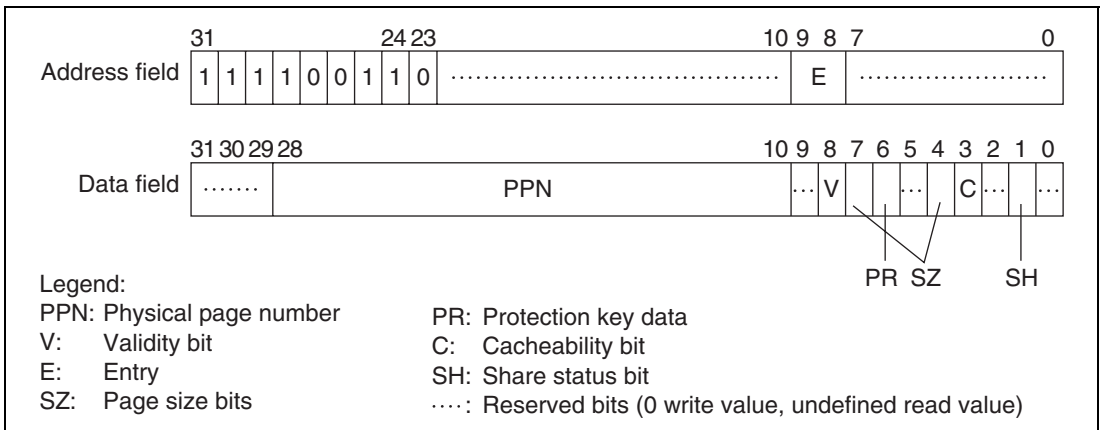 31 24 23 10 9 8 7 0
Address field 1 1 1 1 0 0 1 1 0 ..................................... E ......................
31 30 29 28 10 9 8 7 6 5 4 3 2 1 0
Data field ....... PPN ... V ... C ... ...
PR SZ SH
Legend:
PPN: Physical page number PR: Protection key data
V: Validity bit C: Cacheability bit
E: Entry SH: Share status bit
SZ: Page size bits ....: Reserved bits (0 write value, undefined read value)